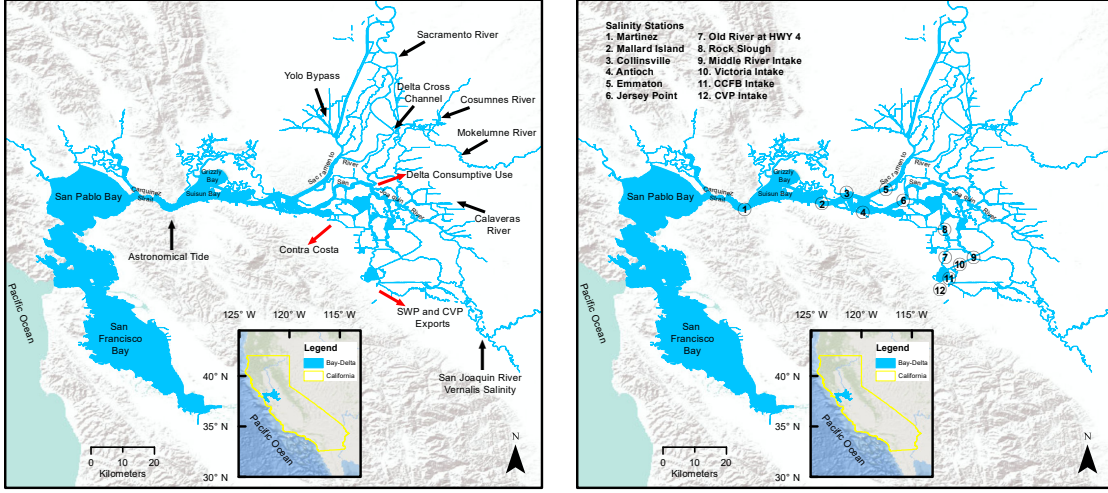 Sacramento River
Yolo Bypass
Delta Cross
Channel
Cosumnes River
Mokelumne River
Sacramento
River
Grizzly
Bay
Delta Consumptive Use
San Pablo Bay
Carquinez
Strait
Suisun Bay
San
Joaquin
River
Calaveras
River
Contra Costa
Astronomical Tide
Pacific Ocean
SWP and CVP
Exports
125° W
120° W
115° W
San
Francisco
Bay
Legend
Bay-Delta
California
San Joaquin River
Vernalis Salinity
40° N
35° N
30° N
Pacific Ocean
N
0 10 20
Kilometers
Salinity Stations
1. Martinez
2. Mallard Island
3. Collinsville
4. Antioch
5. Emmaton
6. Jersey Point
7. Old River at HWY 4
8. Rock Slough
9. Middle River Intake
10. Victoria Intake
11. CCFB Intake
12. CVP Intake
Sacramento
River
Grizzly
Bay
San Pablo Bay
Carquinez
Strait
Suisun Bay
San
Joaquin
River
1
2
3
4
5
6
8
7
10
9
11
12
Pacific Ocean
125° W
120° W
115° W
San
Francisco
Bay
Legend
Bay-Delta
California
40° N
35° N
30° N
Pacific Ocean
N
0 10 20
Kilometers